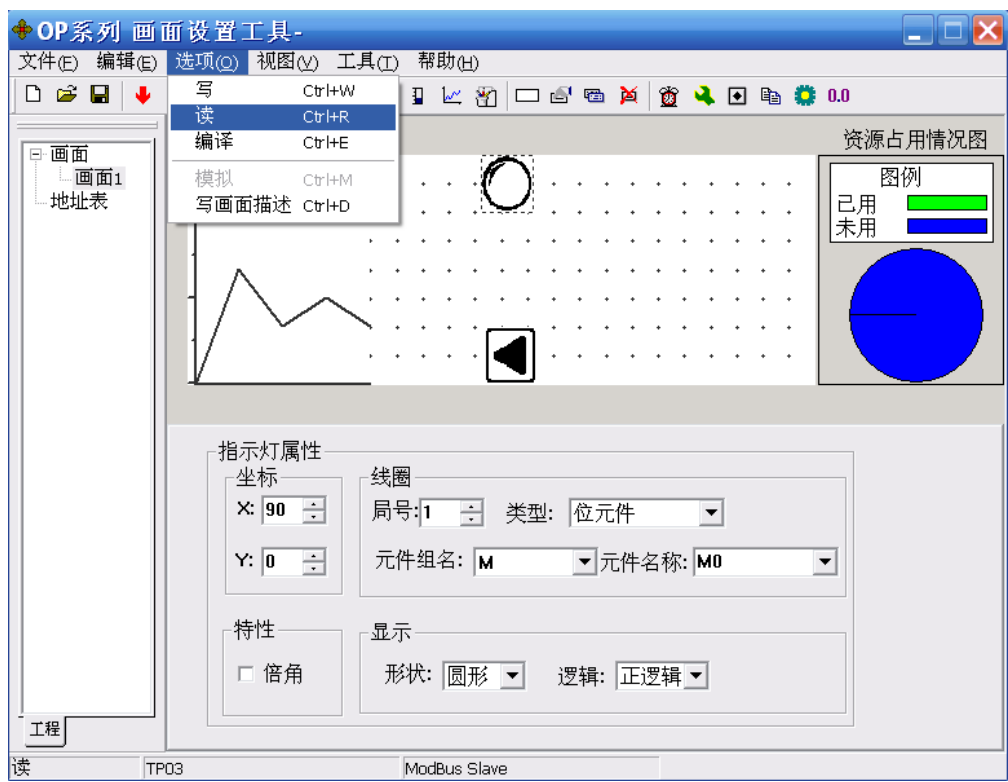 OP系列 画面设置工具-
文件(F) 编辑(E) 选项(O) 视图(V) 工具(T) 帮助(H)
写 Ctrl+W
读 Ctrl+R
编译 Ctrl+E
模拟 Ctrl+M
写画面描述 Ctrl+D
0.0
画面
画面1
地址表
资源占用情况图
图例
已用
未用
指示灯属性
坐标
X: 90
Y: 0
线圈
局号:1 类型: 位元件
元件组名: M 元件名称: M0
特性
倍角
显示
形状: 圆形 逻辑: 正逻辑
工程
读 TP03 ModBus Slave